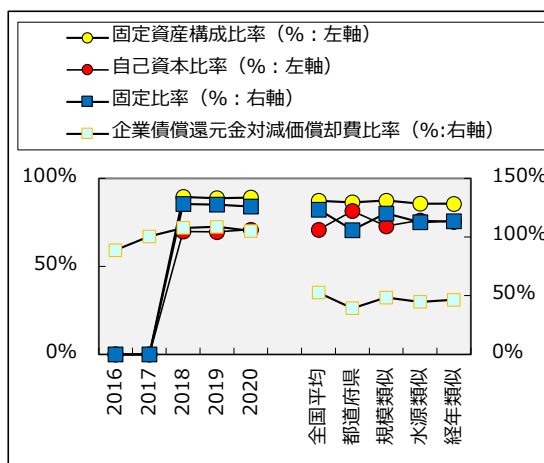 固定資産構成比率（%：左軸）
自己資本比率（%：左軸）
固定比率（%：右軸）
企業債償還元金対減価償却費比率（%:右軸）
100%
50%
0%
150%
100%
50%
0%
2016
2017
2018
2019
2020
全国平均
都道府県
規模類似
水源類似
経年類似